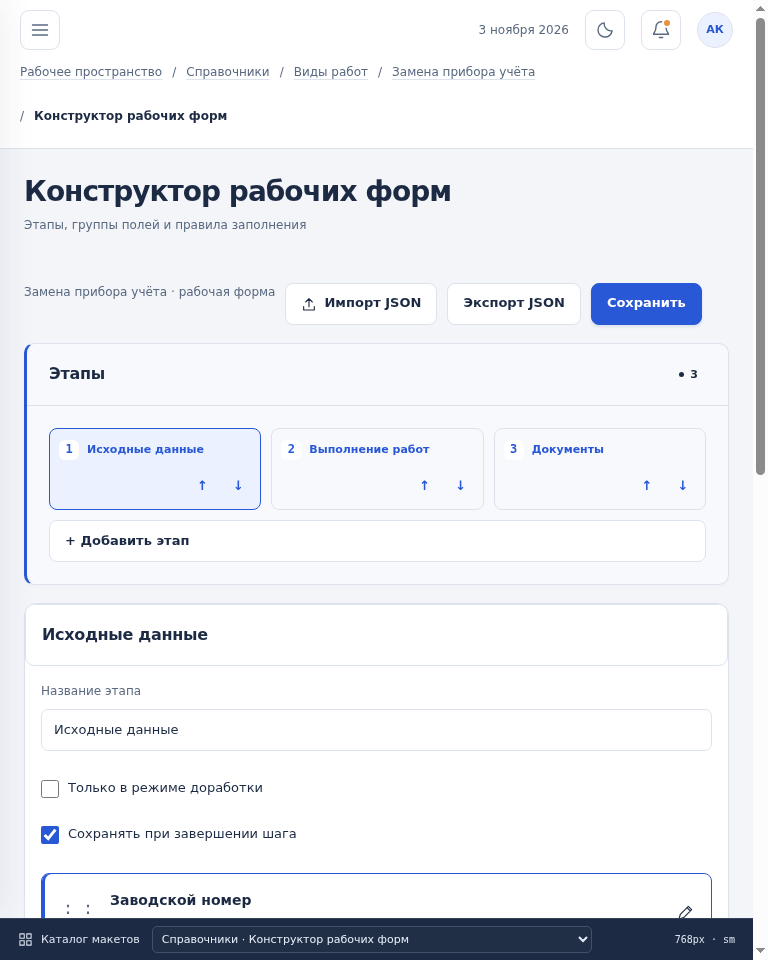 3 ноября 2026
АК
Рабочее пространство / Справочники / Виды работ / Замена прибора учёта
/ Конструктор рабочих форм
Конструктор рабочих форм
Этапы, группы полей и правила заполнения
Замена прибора учёта · рабочая форма
Импорт JSON
Экспорт JSON
Сохранить
Этапы
• 3
1 Исходные данные
↑ ↓
2 Выполнение работ
↑ ↓
3 Документы
↑ ↓
+ Добавить этап
Исходные данные
Название этапа
Исходные данные
Только в режиме доработки
Сохранять при завершении шага
Заводской номер
Каталог макетов
Справочники · Конструктор рабочих форм
768px · sm